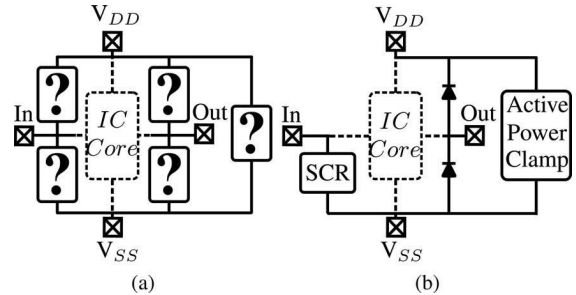 V_DD V_DD
? ? ?
In IC Core Out In IC Core Out Active Power Clamp
? ? SCR
V_SS V_SS
(a) (b)